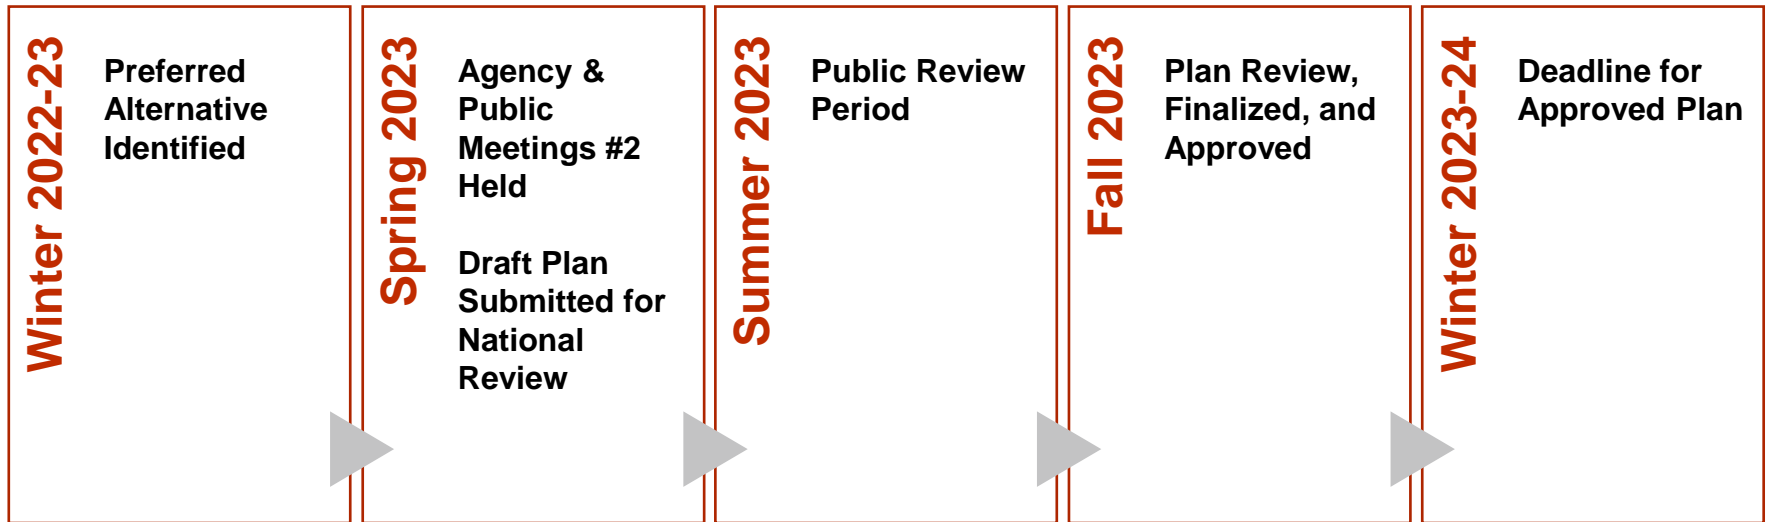 Winter 2022-23
Preferred
Alternative
Identified
Spring 2023
Agency &
Public
Meetings #2
Held
Draft Plan
Submitted for
National
Review
Summer 2023
Public Review
Period
Fall 2023
Plan Review,
Finalized, and
Approved
Winter 2023-24
Deadline for
Approved Plan